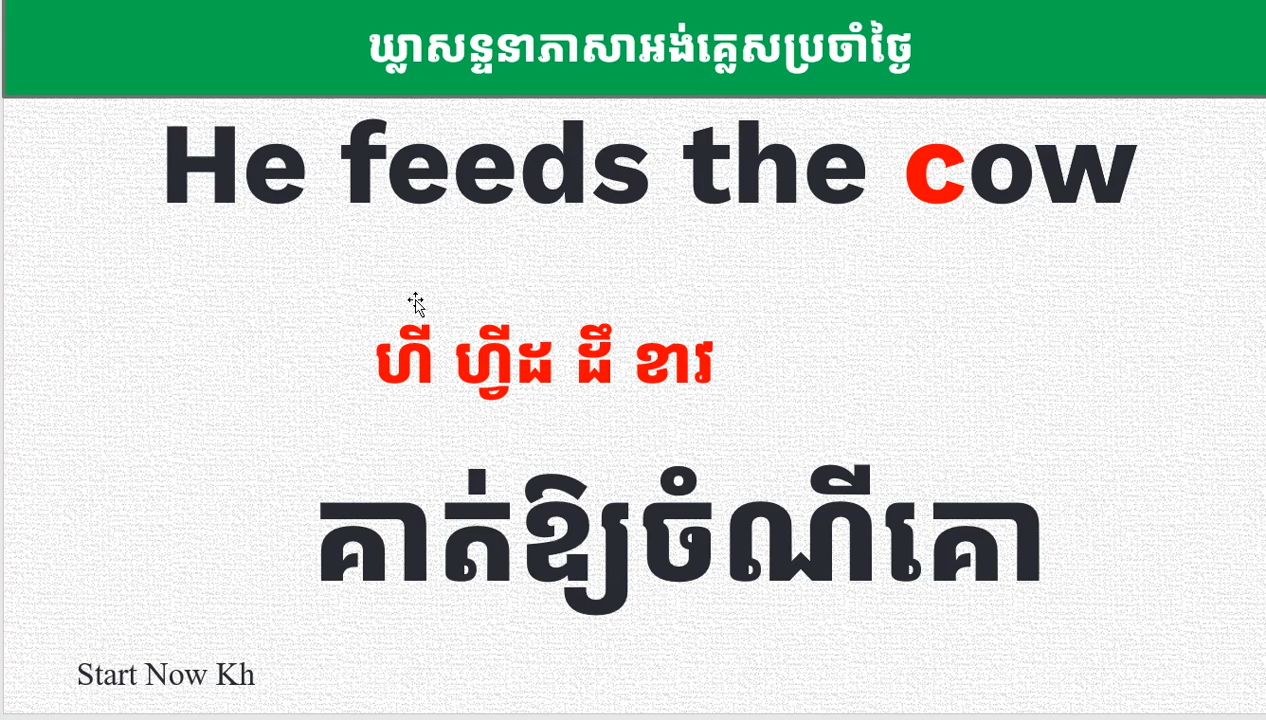 ឃ្លាសន្ទនាភាសាអង់គ្លេសប្រចាំថ្ងៃ
He feeds the cow
ហី ហ្វីដ ដឹ ខាវ
គាត់ឱ្យចំណីគោ
Start Now Kh